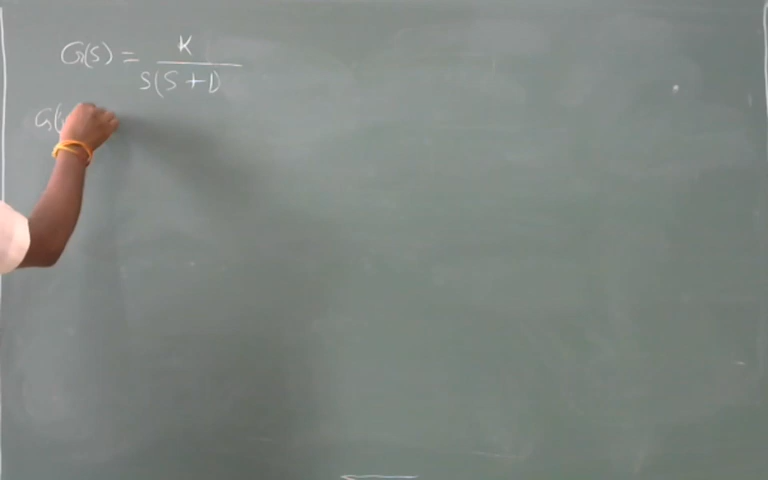 G(S) = K / S(S+1)
G(